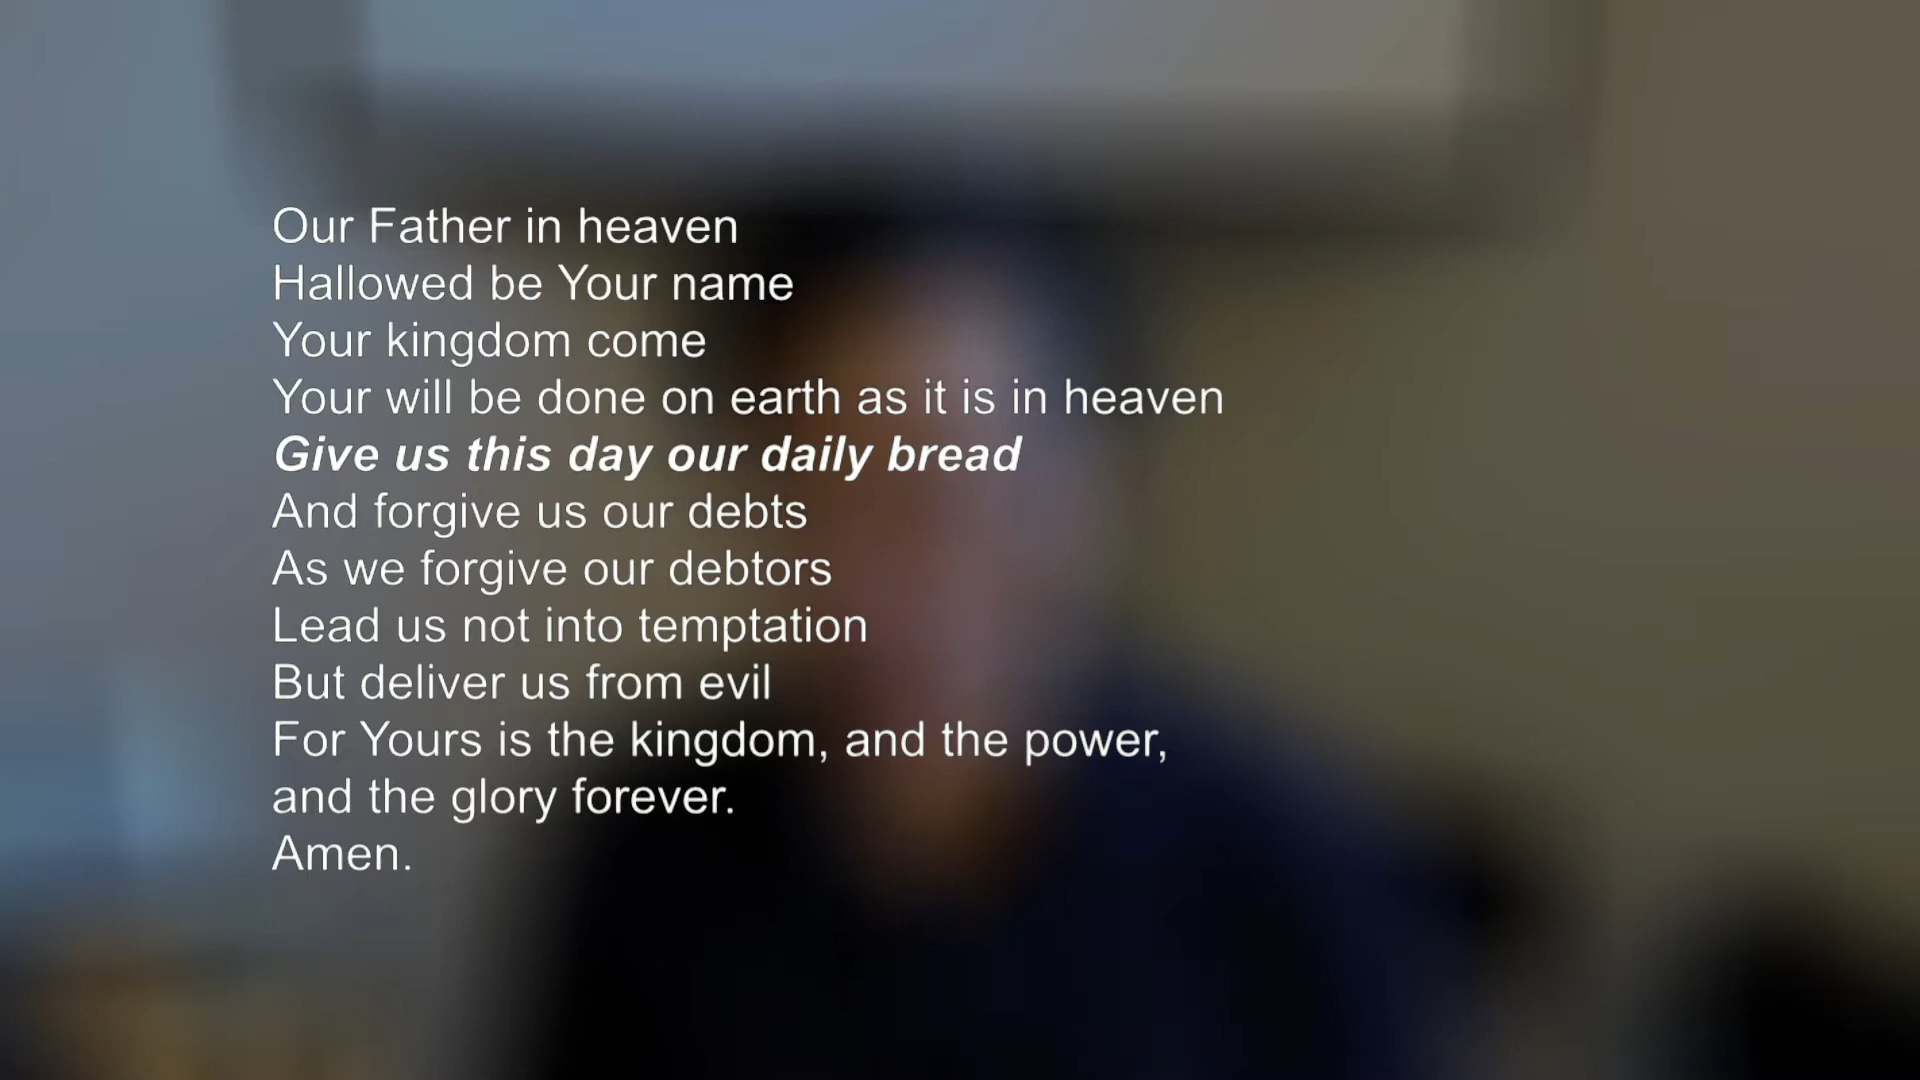 Our Father in heaven
Hallowed be Your name
Your kingdom come
Your will be done on earth as it is in heaven
Give us this day our daily bread
And forgive us our debts
As we forgive our debtors
Lead us not into temptation
But deliver us from evil
For Yours is the kingdom, and the power,
and the glory forever.
Amen.